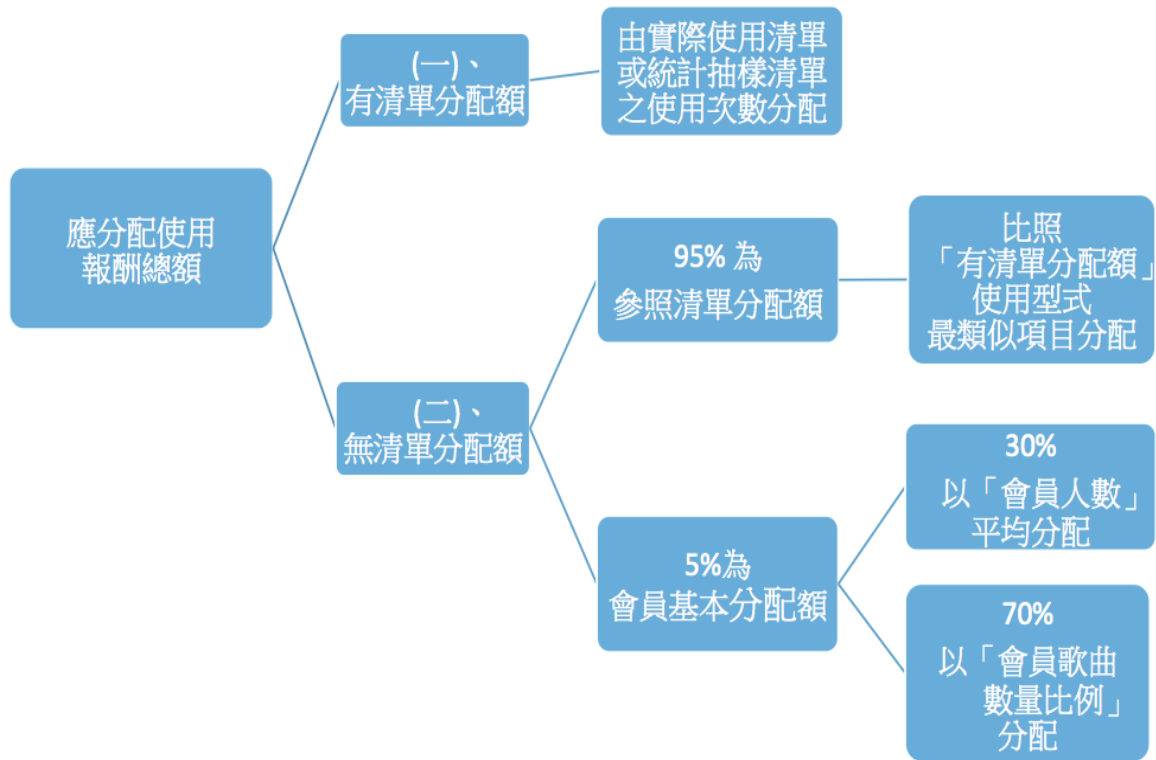 應分配使用
報酬總額
(一)、
有清單分配額
由實際使用清單
或統計抽樣清單
之使用次數分配
(二)、
無清單分配額
95% 為
參照清單分配額
比照
「有清單分配額」
使用型式
最類似項目分配
5%為
會員基本分配額
30%
以「會員人數」
平均分配
70%
以「會員歌曲
數量比例」
分配